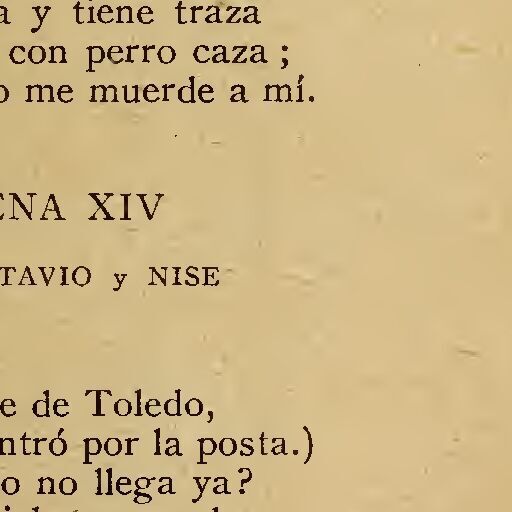 y tiene traza
con perro caza ;
me muerde a mí.
ENA XIV
TAVIO y NISE
e de Toledo,
ntró por la posta.)
o no llega ya?